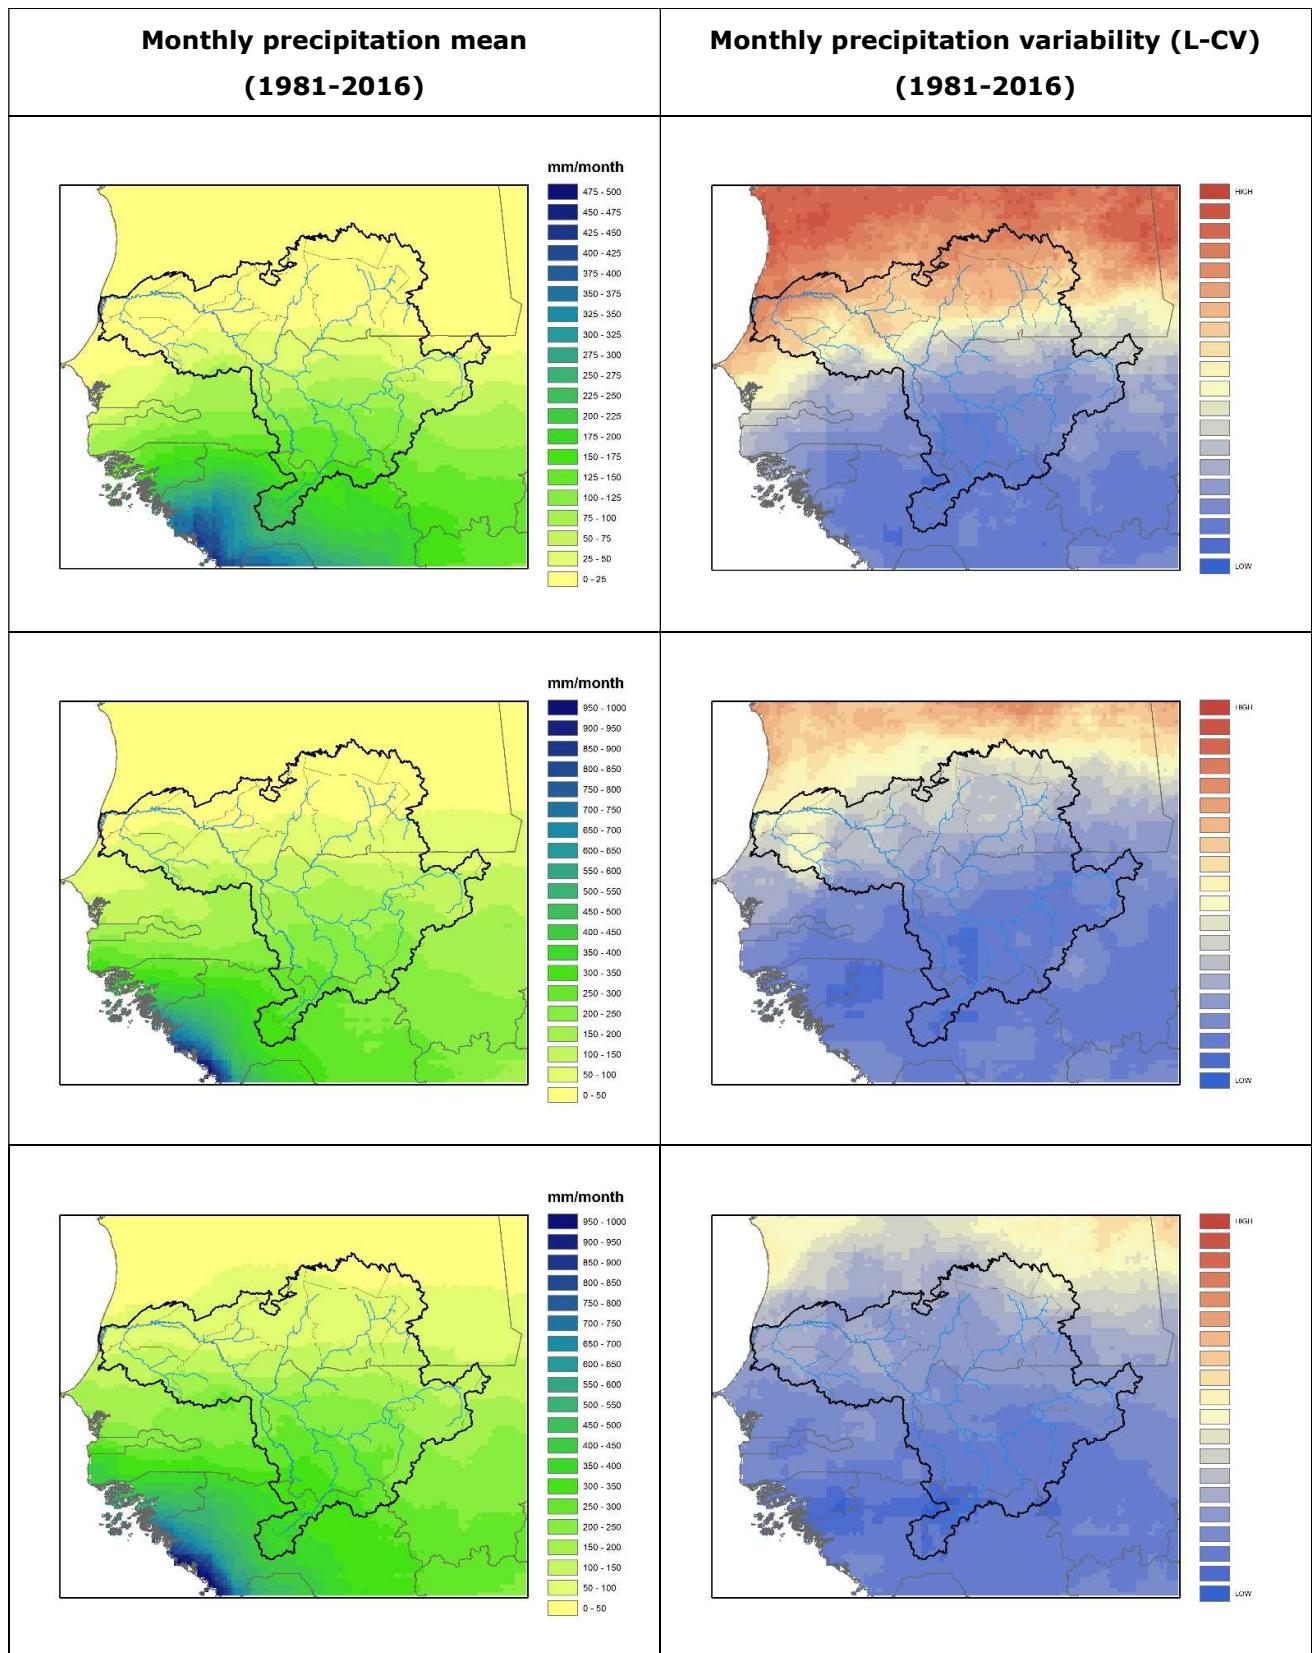 Monthly precipitation mean
(1981-2016)
Monthly precipitation variability (L-CV)
(1981-2016)
mm/month
475 - 500
450 - 475
425 - 450
400 - 425
375 - 400
350 - 375
325 - 350
300 - 325
275 - 300
250 - 275
225 - 250
200 - 225
175 - 200
150 - 175
125 - 150
100 - 125
75 - 100
50 - 75
25 - 50
0 - 25
HIGH
LOW
mm/month
950 - 1000
900 - 950
850 - 900
800 - 850
750 - 800
700 - 750
650 - 700
600 - 650
550 - 600
500 - 550
450 - 500
400 - 450
350 - 400
300 - 350
250 - 300
200 - 250
150 - 200
100 - 150
50 - 100
0 - 50
HIGH
LOW
mm/month
950 - 1000
900 - 950
850 - 900
800 - 850
750 - 800
700 - 750
650 - 700
600 - 650
550 - 600
500 - 550
450 - 500
400 - 450
350 - 400
300 - 350
250 - 300
200 - 250
150 - 200
100 - 150
50 - 100
0 - 50
HIGH
LOW